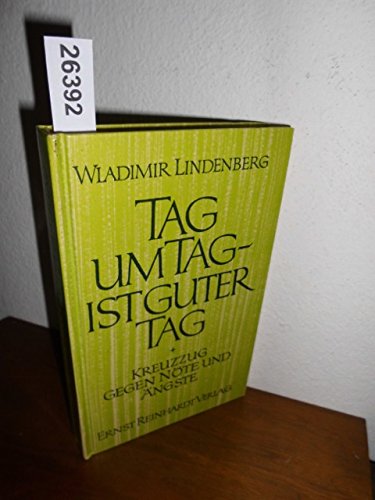 26392
WLADIMIR LINDENBERG
TAG
UM TAG-
IST GUTER
TAG
+
KREUZZUG
GEGEN NÖTE UND
ÄNGSTE
ERNST REINHARDT VERLAG